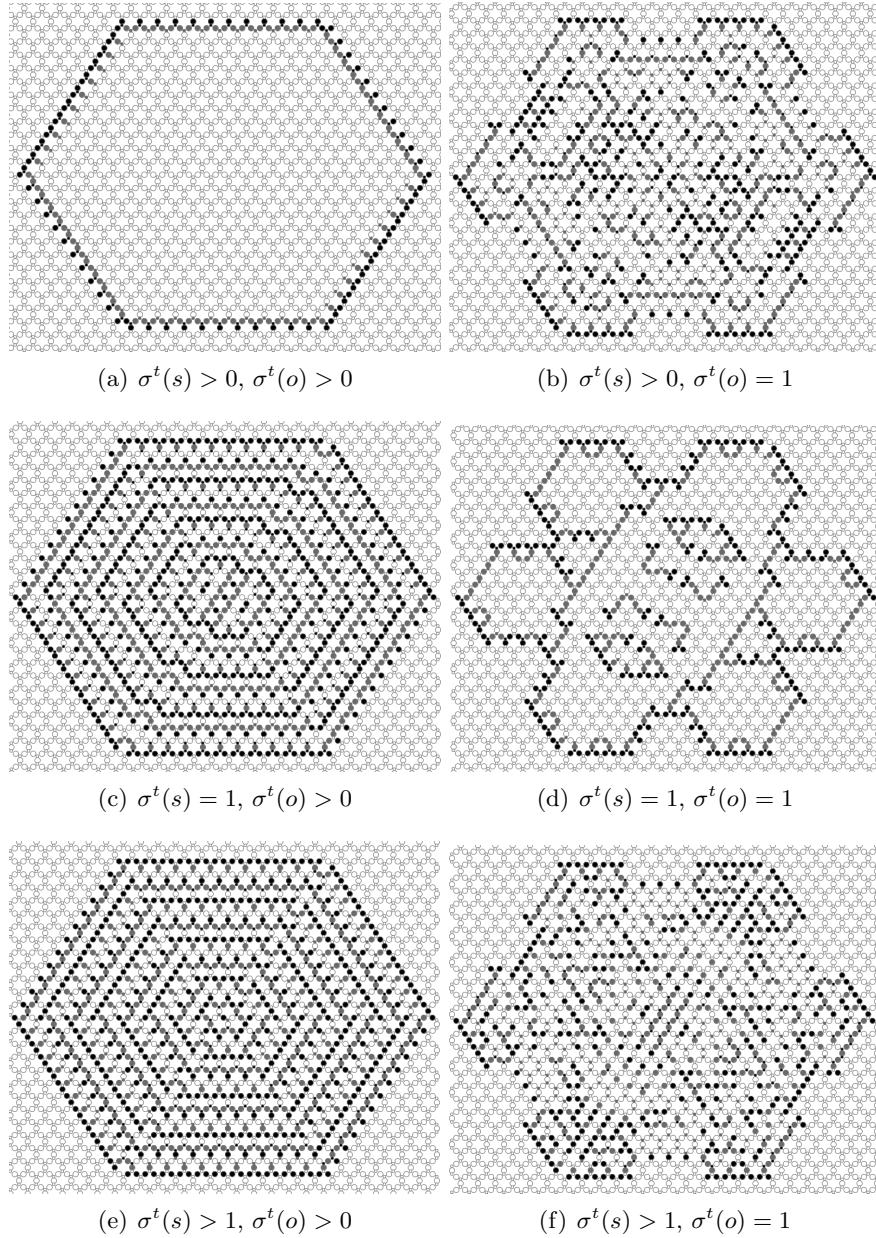 (a) σ^t(s) > 0, σ^t(o) > 0
(b) σ^t(s) > 0, σ^t(o) = 1
(c) σ^t(s) = 1, σ^t(o) > 0
(d) σ^t(s) = 1, σ^t(o) = 1
(e) σ^t(s) > 1, σ^t(o) > 0
(f) σ^t(s) > 1, σ^t(o) = 1